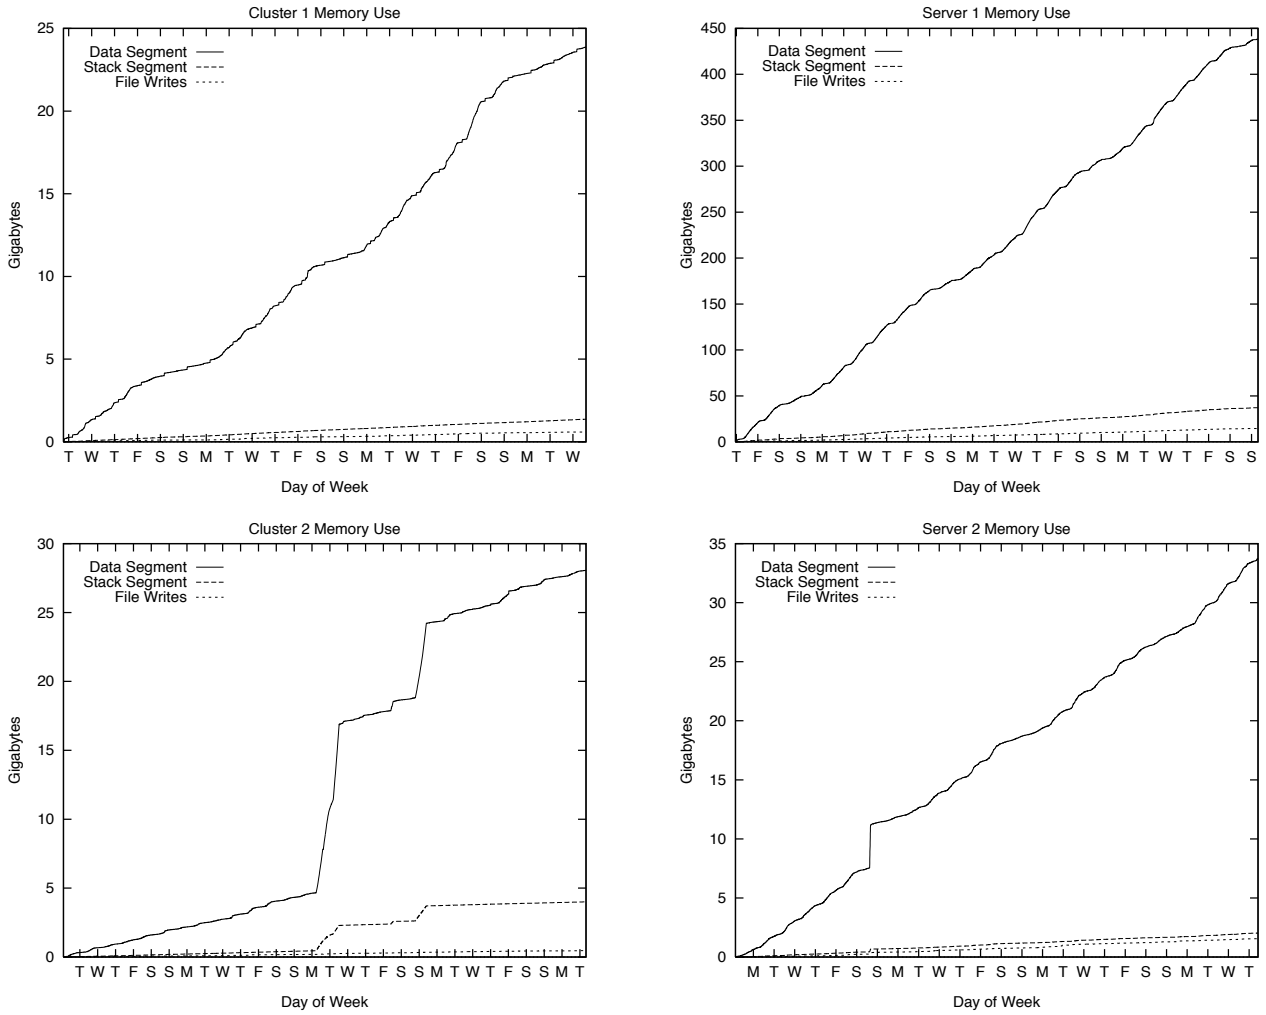 Cluster 1 Memory Use
25
20
15
10
5
0
Gigabytes
Data Segment
Stack Segment
File Writes
T W T F S S M T W T F S S M T W T F S S M T W
Day of Week
Server 1 Memory Use
450
400
350
300
250
200
150
100
50
0
Gigabytes
Data Segment
Stack Segment
File Writes
T F S S M T W T F S S M T W T F S S M T W T F S S
Day of Week
Cluster 2 Memory Use
30
25
20
15
10
5
0
Gigabytes
Data Segment
Stack Segment
File Writes
T W T F S S M T W T F S S M T W T F S S M T W T F S S M T
Day of Week
Server 2 Memory Use
35
30
25
20
15
10
5
0
Gigabytes
Data Segment
Stack Segment
File Writes
M T W T F S S M T W T F S S M T W T F S S M T W T
Day of Week